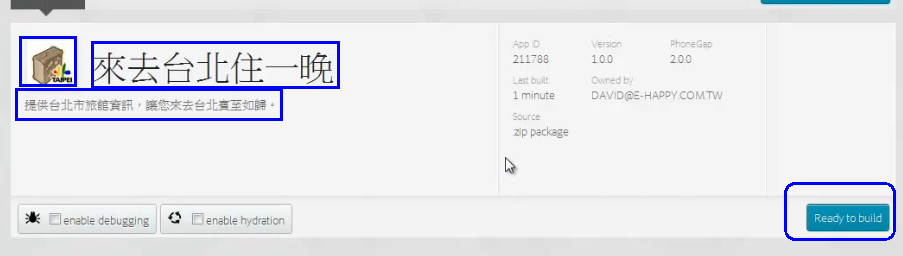 TAIPEI
來去台北住一晚
提供台北市旅館資訊，讓您來去台北賓至如歸。
App ID
211788
Version
1.0.0
PhoneGap
2.0.0
Last built
1 minute
Owned by
DAVID@E-HAPPY.COM.TW
Source
.zip package
enable debugging
enable hydration
Ready to build